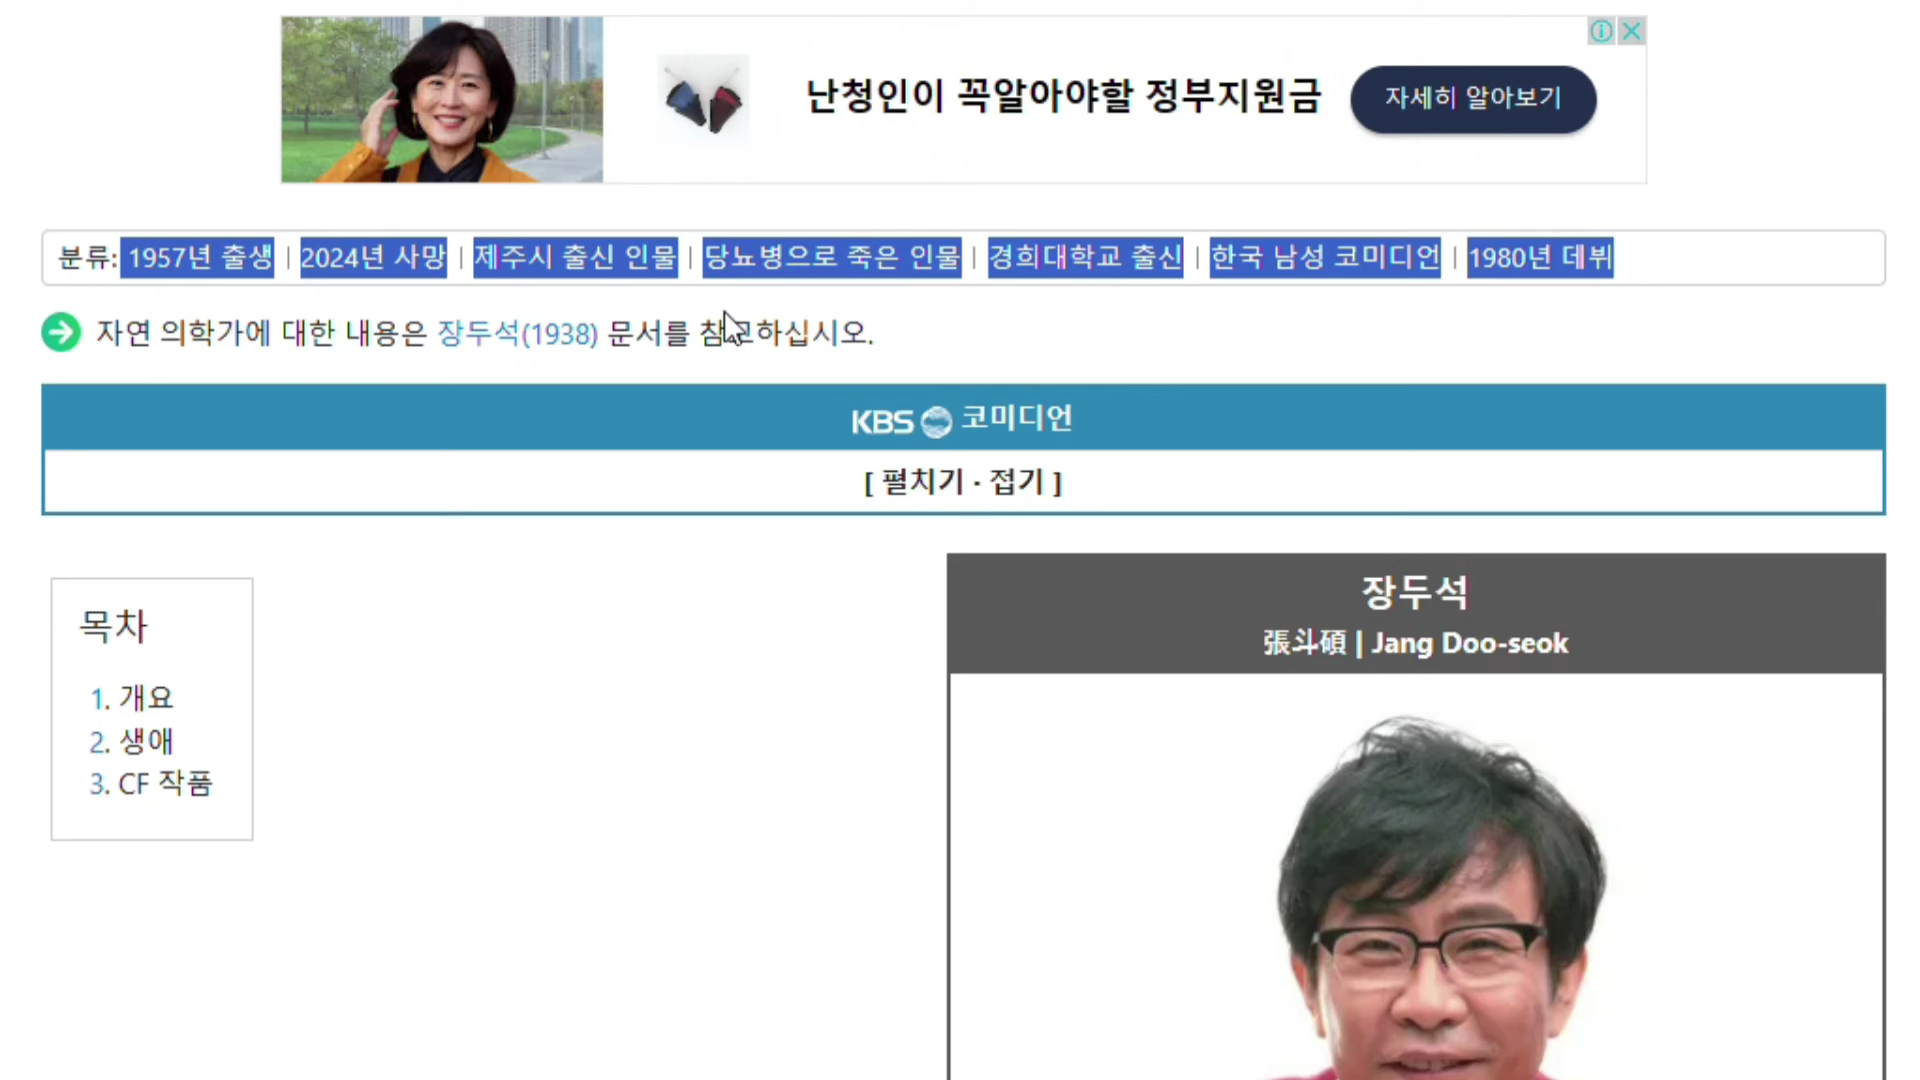 난청인이 꼭알아야할 정부지원금
자세히 알아보기
분류: 1957년 출생 | 2024년 사망 | 제주시 출신 인물 | 당뇨병으로 죽은 인물 | 경희대학교 출신 | 한국 남성 코미디언 | 1980년 데뷔
자연 의학가에 대한 내용은 장두석(1938) 문서를 참고하십시오.
KBS 코미디언
[ 펼치기 · 접기 ]
목차
1. 개요
2. 생애
3. CF 작품
장두석
張斗碩 | Jang Doo-seok